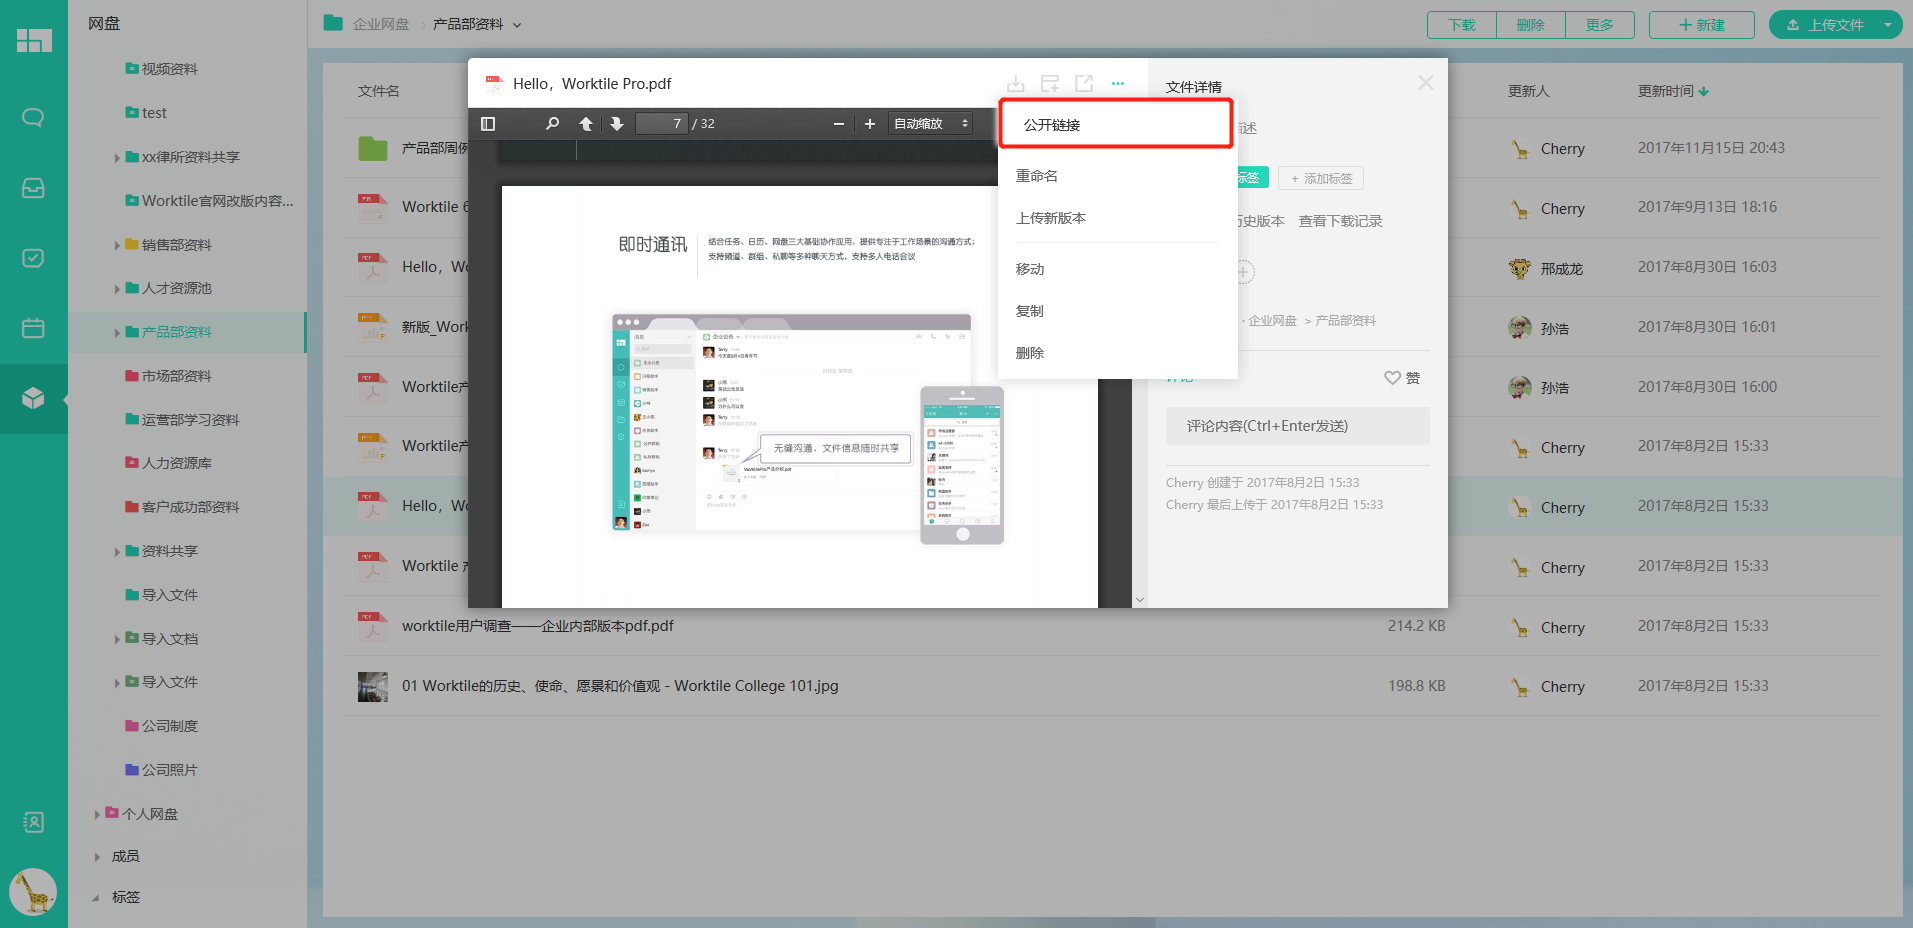 网盘
视频资料
test
xx律所资料共享
Worktile官网改版内容...
销售部资料
人才资源池
产品部资料
市场部资料
运营部学习资料
人力资源库
客户成功部资料
资料共享
导入文件
导入文档
导入文件
公司制度
公司照片
个人网盘
成员
标签
企业网盘 > 产品部资料
下载 删除 更多 + 新建 上传文件
文件名 更新人 更新时间
产品部周例 Cherry 2017年11月15日 20:43
Worktile 6 Cherry 2017年9月13日 18:16
Hello，Wo 邢成龙 2017年8月30日 16:03
新版_Work 孙浩 2017年8月30日 16:01
Worktile产 孙浩 2017年8月30日 16:00
Worktile产 Cherry 2017年8月2日 15:33
Hello，Wo Cherry 2017年8月2日 15:33
Worktile 产 Cherry 2017年8月2日 15:33
worktile用户调查——企业内部版本pdf.pdf 214.2 KB Cherry 2017年8月2日 15:33
01 Worktile的历史、使命、愿景和价值观 - Worktile College 101.jpg 198.8 KB Cherry 2017年8月2日 15:33
Hello，Worktile Pro.pdf
7 / 32 自动缩放
即时通讯
结合任务、日历、网盘三大基础协作应用，提供专注于工作场景的沟通方式；
支持频道、群组、私聊等多种聊天方式，支持多人电话会议
无缝沟通，文件信息随时共享
公开链接
重命名
上传新版本
移动
复制
删除
文件详情
述
标签 + 添加标签
历史版本 查看下载记录
企业网盘 > 产品部资料
评论 赞
评论内容(Ctrl+Enter发送)
Cherry 创建于 2017年8月2日 15:33
Cherry 最后上传于 2017年8月2日 15:33